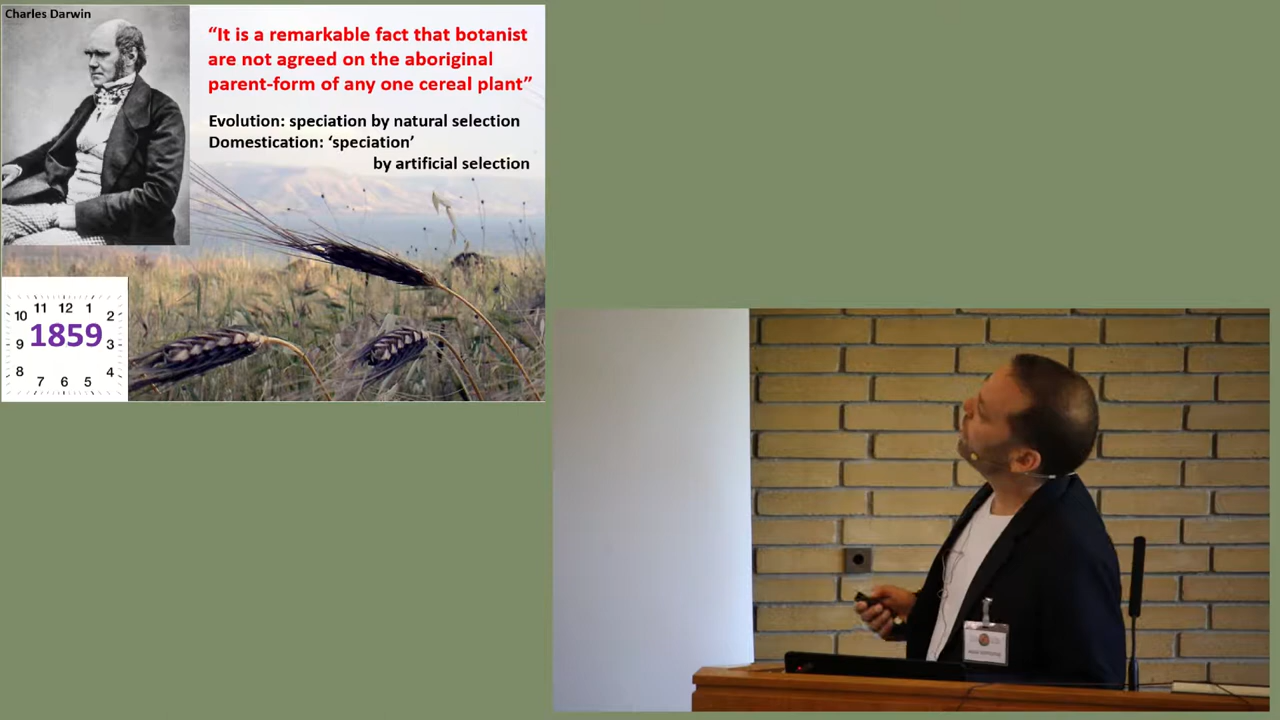 Charles Darwin
“It is a remarkable fact that botanist
are not agreed on the aboriginal
parent-form of any one cereal plant”
Evolution: speciation by natural selection
Domestication: ‘speciation’
by artificial selection
11 12 1
10 2
1859
9 3
8 4
7 6 5